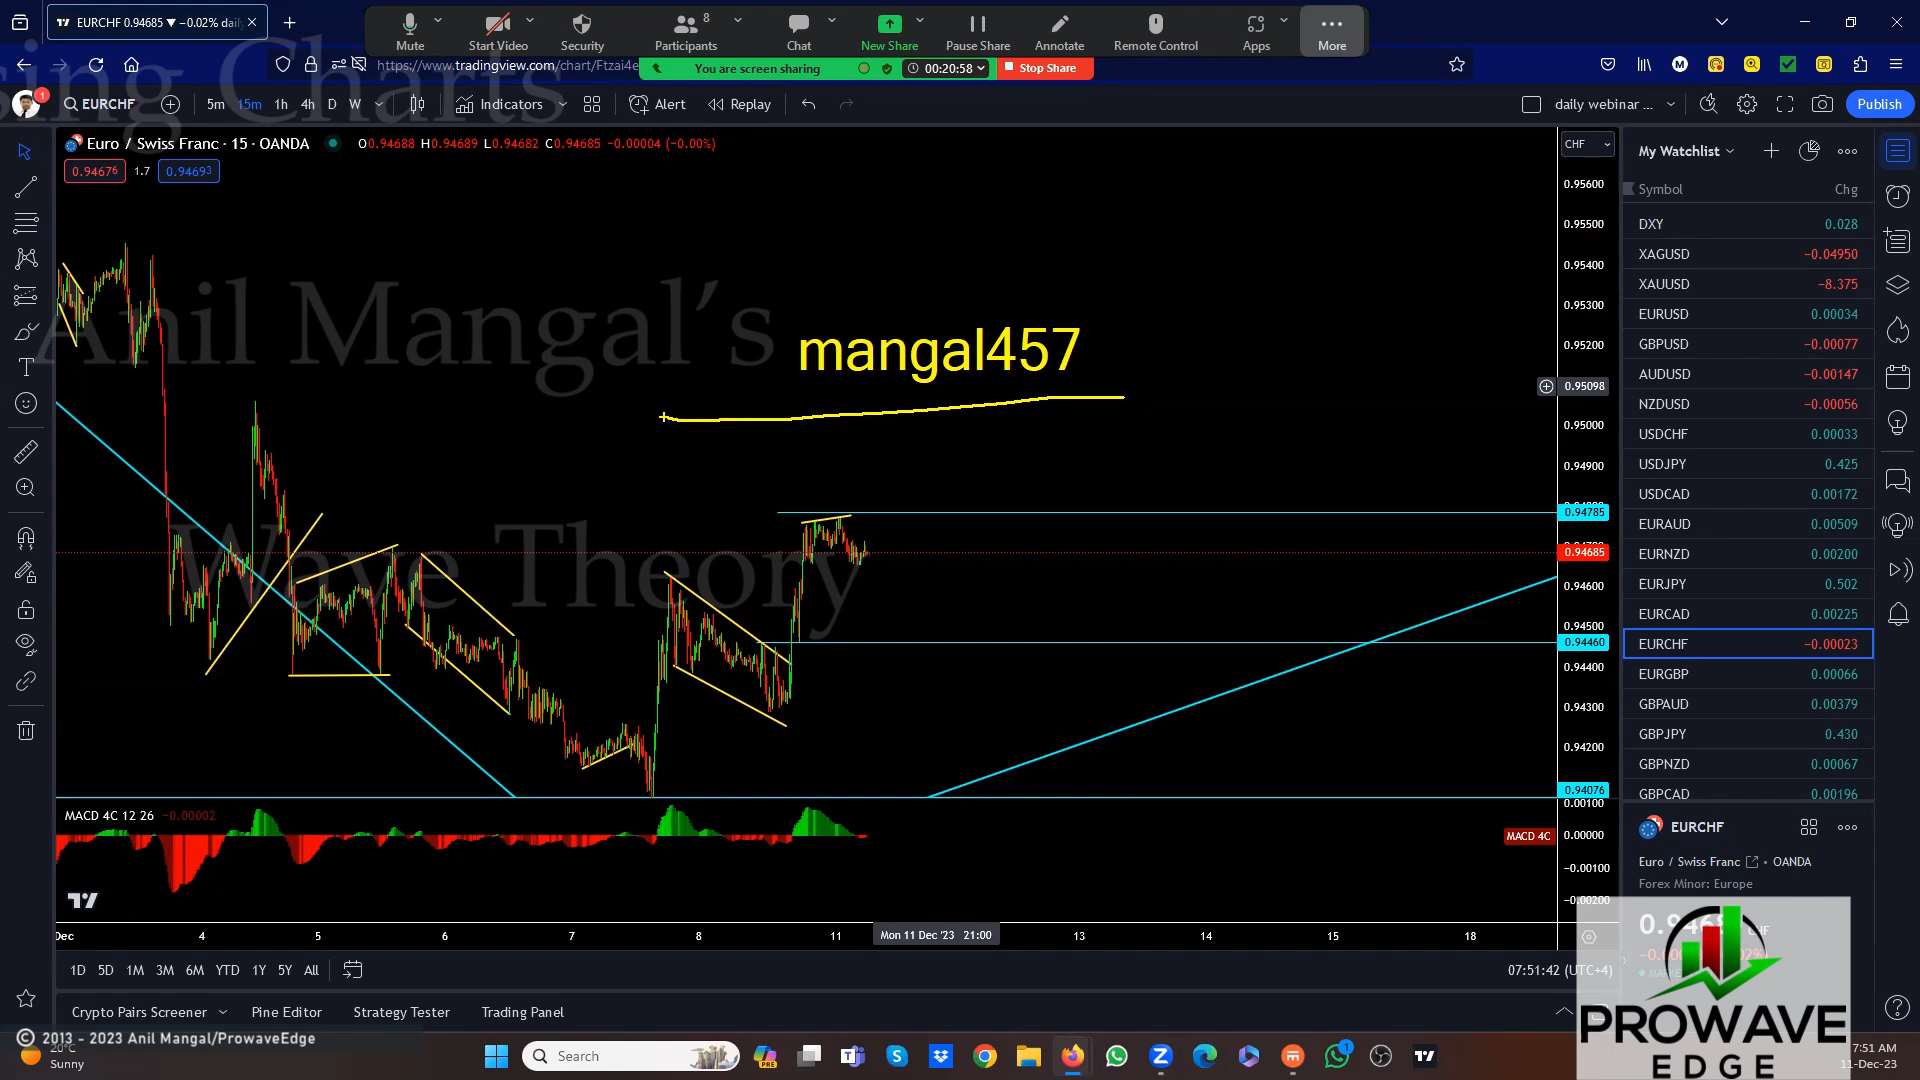 EURCHF 0.94685 ▼ −0.02% daily
Mute
Start Video
Security
8
Participants
Chat
New Share
Pause Share
Annotate
Remote Control
Apps
More
https://www.tradingview.com/chart/Ftzai4e
You are screen sharing
00:20:58
Stop Share
1
EURCHF
5m 15m 1h 4h D W
Indicators
Alert
Replay
daily webinar ...
Publish
Charts
Euro / Swiss Franc · 15 · OANDA
O0.94688 H0.94689 L0.94682 C0.94685 -0.00004 (-0.00%)
0.94676 1.7 0.94693
CHF
Anil Mangal's
Wave Theory
mangal457
0.95600
0.95500
0.95400
0.95300
0.95200
0.95098
0.95000
0.94900
0.94785
0.94685
0.94600
0.94500
0.94460
0.94400
0.94300
0.94200
0.94076
MACD 4C 12 26 -0.00002
0.00100
MACD 4C
0.00000
-0.00100
-0.00200
Dec 4 5 6 7 8 11 Mon 11 Dec '23 21:00 13 14 15 18
1D 5D 1M 3M 6M YTD 1Y 5Y All
07:51:42 (UTC+4)
Crypto Pairs Screener
Pine Editor
Strategy Tester
Trading Panel
My Watchlist
Symbol Chg
DXY 0.028
XAGUSD −0.04950
XAUUSD −8.375
EURUSD 0.00034
GBPUSD −0.00077
AUDUSD −0.00147
NZDUSD −0.00056
USDCHF 0.00033
USDJPY 0.425
USDCAD 0.00172
EURAUD 0.00509
EURNZD 0.00200
EURJPY 0.502
EURCAD 0.00225
EURCHF −0.00023
EURGBP 0.00066
GBPAUD 0.00379
GBPJPY 0.430
GBPNZD 0.00067
GBPCAD 0.00196
EURCHF
Euro / Swiss Franc • OANDA
Forex Minor: Europe
CHF
PROWAVE
EDGE
© 2013 - 2023 Anil Mangal/ProwaveEdge
20°C
Sunny
Search
PRE
1
7:51 AM
11-Dec-23